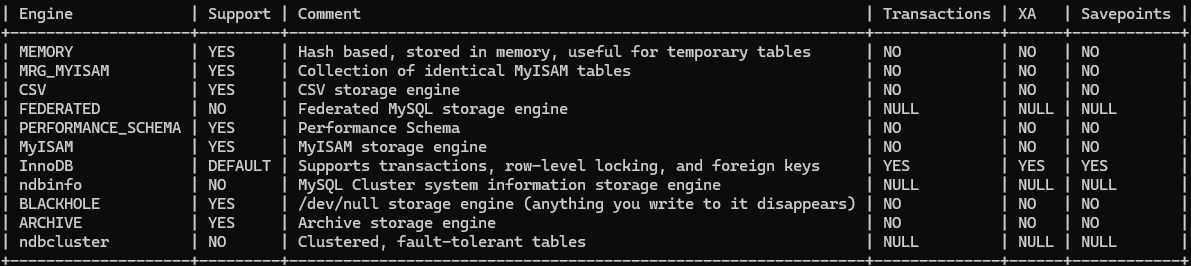 | Engine             | Support | Comment                                                        | Transactions | XA   | Savepoints |
+--------------------+---------+----------------------------------------------------------------+--------------+------+------------+
| MEMORY             | YES     | Hash based, stored in memory, useful for temporary tables      | NO           | NO   | NO         |
| MRG_MYISAM         | YES     | Collection of identical MyISAM tables                          | NO           | NO   | NO         |
| CSV                | YES     | CSV storage engine                                             | NO           | NO   | NO         |
| FEDERATED          | NO      | Federated MySQL storage engine                                 | NULL         | NULL | NULL       |
| PERFORMANCE_SCHEMA | YES     | Performance Schema                                             | NO           | NO   | NO         |
| MyISAM             | YES     | MyISAM storage engine                                          | NO           | NO   | NO         |
| InnoDB             | DEFAULT | Supports transactions, row-level locking, and foreign keys     | YES          | YES  | YES        |
| ndbinfo            | NO      | MySQL Cluster system information storage engine                | NULL         | NULL | NULL       |
| BLACKHOLE          | YES     | /dev/null storage engine (anything you write to it disappears) | NO           | NO   | NO         |
| ARCHIVE            | YES     | Archive storage engine                                         | NO           | NO   | NO         |
| ndbcluster         | NO      | Clustered, fault-tolerant tables                               | NULL         | NULL | NULL       |
+--------------------+---------+----------------------------------------------------------------+--------------+------+------------+